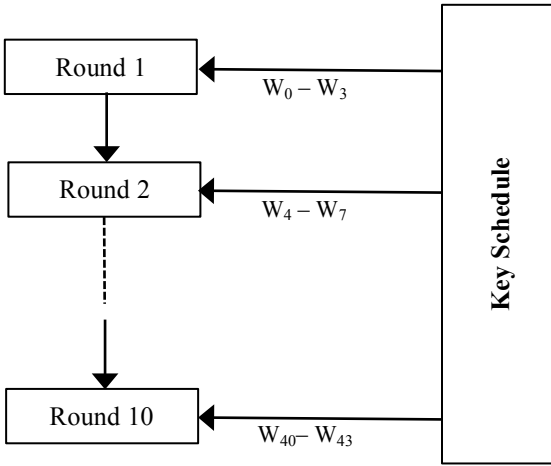 Round 1
W₀ – W₃
Round 2
W₄ – W₇
Key Schedule
Round 10
W₄₀– W₄₃